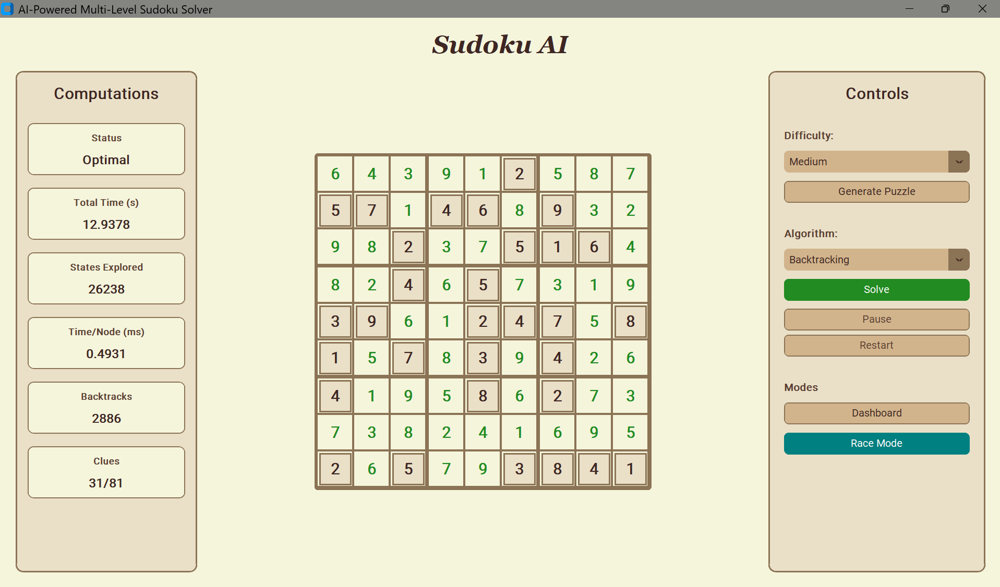 AI-Powered Multi-Level Sudoku Solver
Sudoku AI
Computations
Status
Optimal
Total Time (s)
12.9378
States Explored
26238
Time/Node (ms)
0.4931
Backtracks
2886
Clues
31/81
6 4 3 9 1 2 5 8 7
5 7 1 4 6 8 9 3 2
9 8 2 3 7 5 1 6 4
8 2 4 6 5 7 3 1 9
3 9 6 1 2 4 7 5 8
1 5 7 8 3 9 4 2 6
4 1 9 5 8 6 2 7 3
7 3 8 2 4 1 6 9 5
2 6 5 7 9 3 8 4 1
Controls
Difficulty:
Medium
Generate Puzzle
Algorithm:
Backtracking
Solve
Pause
Restart
Modes
Dashboard
Race Mode